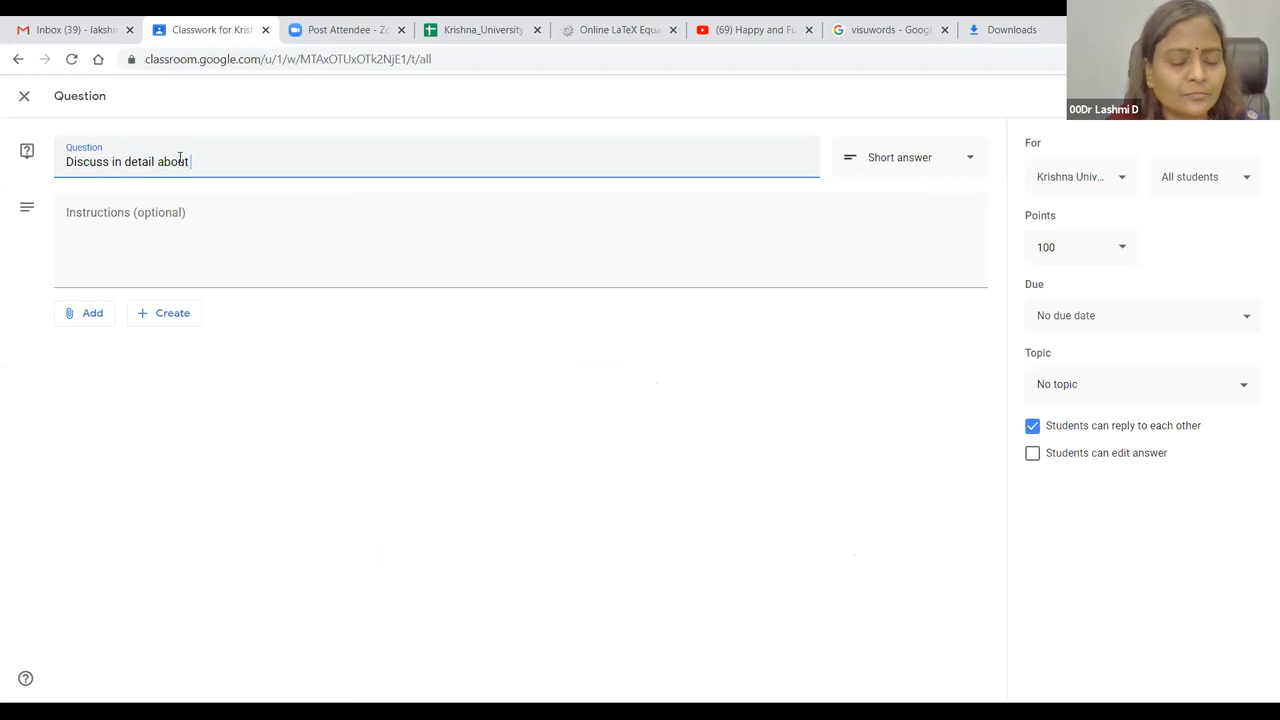 Inbox (39) - lakshm
Classwork for Krist
Post Attendee - Zo
Krishna_University
Online LaTeX Equa
(69) Happy and Fu
visuwords - Googl
Downloads
classroom.google.com/u/1/w/MTAxOTUxOTk2NjE1/t/all
00Dr Lashmi D
Question
Question
Discuss in detail about
Short answer
Instructions (optional)
Add
Create
For
Krishna Univ...
All students
Points
100
Due
No due date
Topic
No topic
Students can reply to each other
Students can edit answer